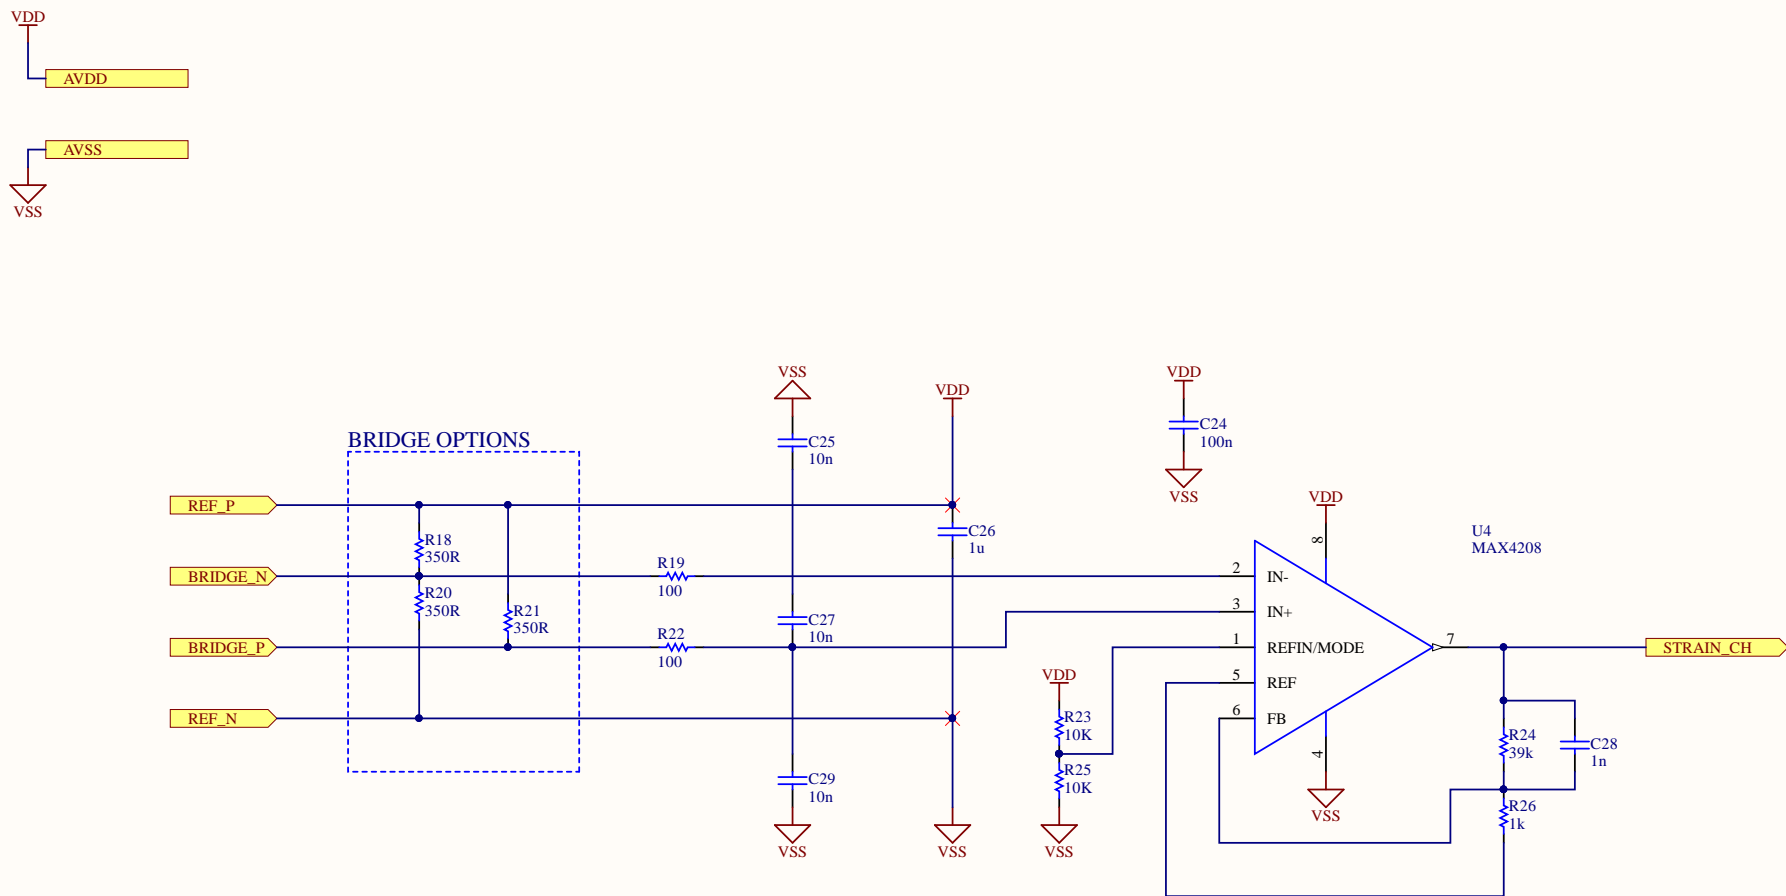 VDD
AVDD
AVSS
VSS
VSS
VDD
VDD
C24
100n
VSS
BRIDGE OPTIONS
C25
10n
REF_P
R18
350R
BRIDGE_N
R20
350R
R21
350R
BRIDGE_P
REF_N
R19
100
R22
100
C26
1u
C27
10n
C29
10n
VSS
VSS
VDD
R23
10K
R25
10K
VSS
VDD
8
U4
MAX4208
2
IN-
3
IN+
1
REFIN/MODE
5
REF
6
FB
7
4
VSS
STRAIN_CH
R24
39k
C28
1n
R26
1k